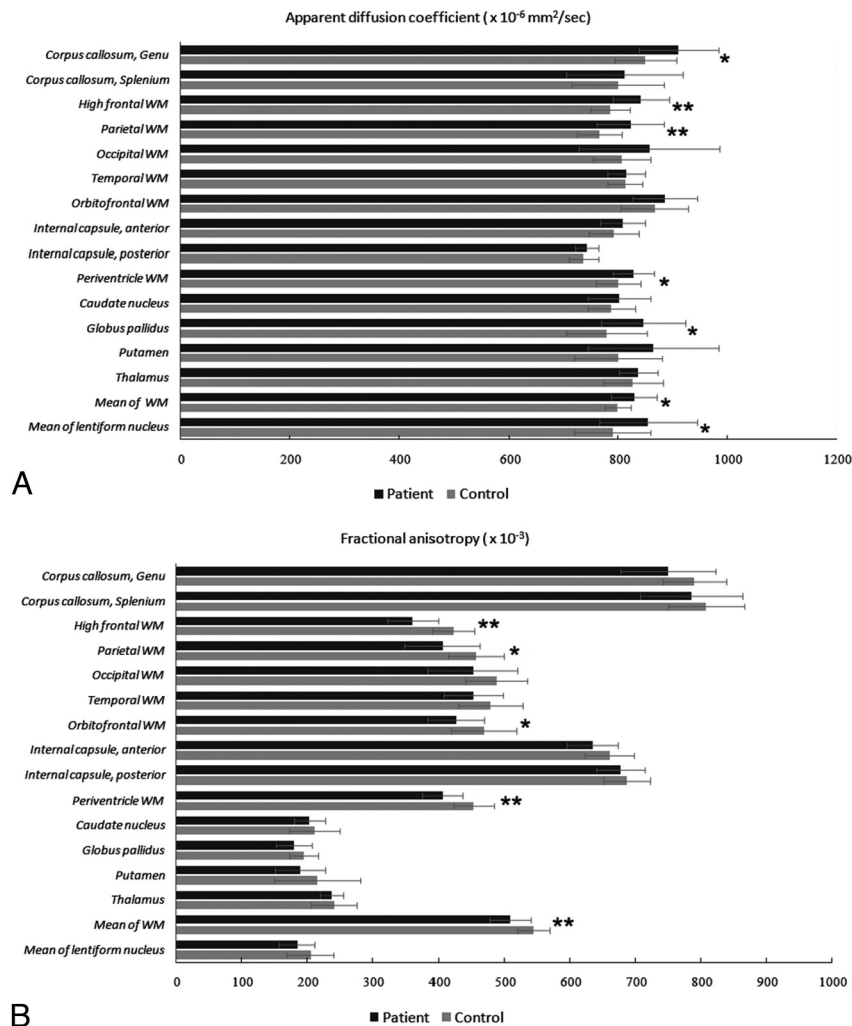 Apparent diffusion coefficient ( x 10⁻⁶ mm²/sec)
Corpus callosum, Genu
*
Corpus callosum, Splenium
High frontal WM
**
Parietal WM
**
Occipital WM
Temporal WM
Orbitofrontal WM
Internal capsule, anterior
Internal capsule, posterior
Periventricle WM
*
Caudate nucleus
Globus pallidus
*
Putamen
Thalamus
Mean of WM
*
Mean of lentiform nucleus
*
0 200 400 600 800 1000 1200
A
Patient Control
Fractional anisotropy ( x 10⁻³)
Corpus callosum, Genu
Corpus callosum, Splenium
High frontal WM
**
Parietal WM
*
Occipital WM
Temporal WM
Orbitofrontal WM
*
Internal capsule, anterior
Internal capsule, posterior
Periventricle WM
**
Caudate nucleus
Globus pallidus
Putamen
Thalamus
Mean of WM
**
Mean of lentiform nucleus
0 100 200 300 400 500 600 700 800 900 1000
B
Patient Control